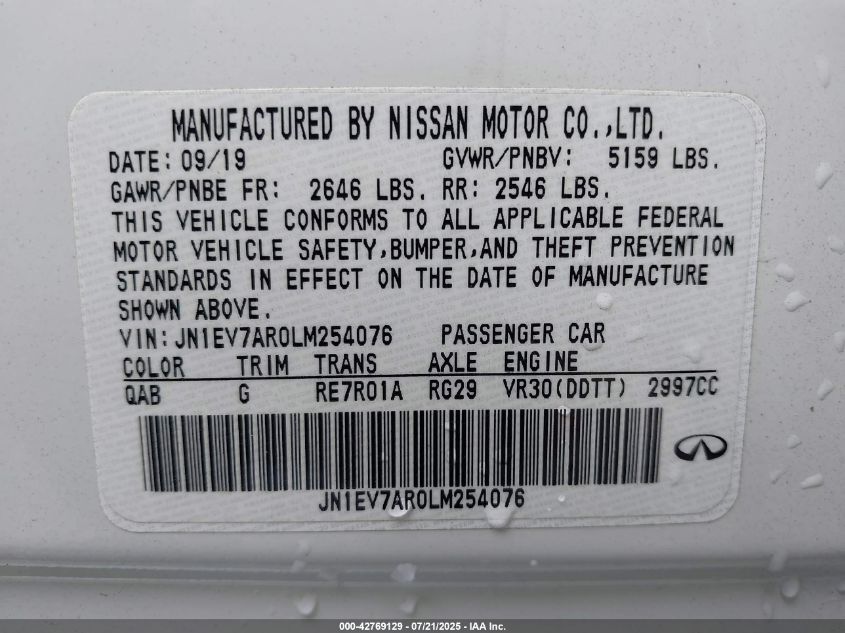 MANUFACTURED BY NISSAN MOTOR CO.,LTD.
DATE: 09/19 GVWR/PNBV: 5159 LBS.
GAWR/PNBE FR: 2646 LBS. RR: 2546 LBS.
THIS VEHICLE CONFORMS TO ALL APPLICABLE FEDERAL
MOTOR VEHICLE SAFETY,BUMPER,AND THEFT PREVENTION
STANDARDS IN EFFECT ON THE DATE OF MANUFACTURE
SHOWN ABOVE.
VIN: JN1EV7AR0LM254076 PASSENGER CAR
COLOR TRIM TRANS AXLE ENGINE
QAB G RE7R01A RG29 VR30(DDTT) 2997CC
JN1EV7AR0LM254076
000-42769129 - 07/21/2025 - IAA Inc.